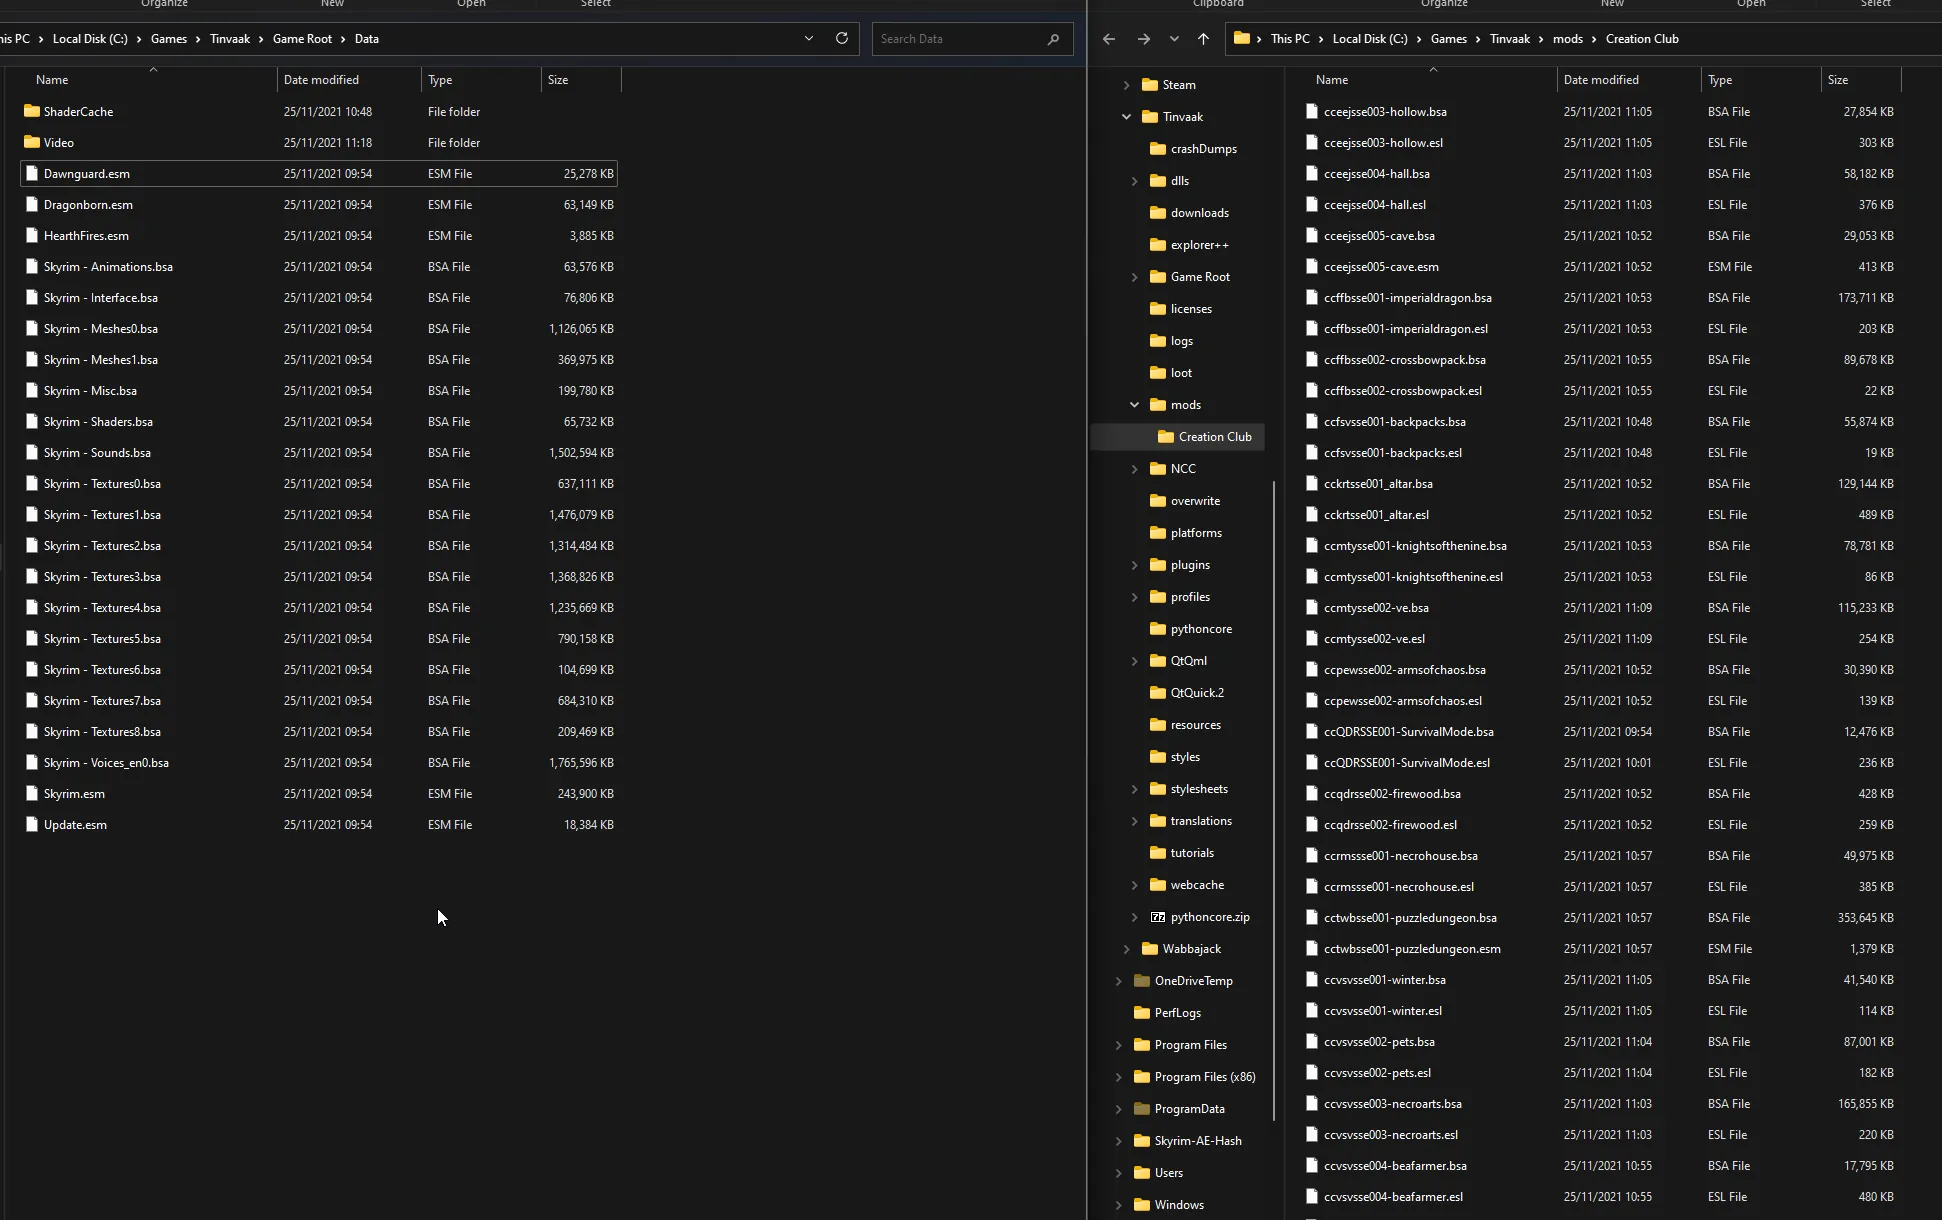 Organize New Open Select
his PC > Local Disk (C:) > Games > Tinvaak > Game Root > Data
Search Data
Name Date modified Type Size
ShaderCache 25/11/2021 10:48 File folder
Video 25/11/2021 11:18 File folder
Dawnguard.esm 25/11/2021 09:54 ESM File 25,278 KB
Dragonborn.esm 25/11/2021 09:54 ESM File 63,149 KB
HearthFires.esm 25/11/2021 09:54 ESM File 3,885 KB
Skyrim - Animations.bsa 25/11/2021 09:54 BSA File 63,576 KB
Skyrim - Interface.bsa 25/11/2021 09:54 BSA File 76,806 KB
Skyrim - Meshes0.bsa 25/11/2021 09:54 BSA File 1,126,065 KB
Skyrim - Meshes1.bsa 25/11/2021 09:54 BSA File 369,975 KB
Skyrim - Misc.bsa 25/11/2021 09:54 BSA File 199,780 KB
Skyrim - Shaders.bsa 25/11/2021 09:54 BSA File 65,732 KB
Skyrim - Sounds.bsa 25/11/2021 09:54 BSA File 1,502,594 KB
Skyrim - Textures0.bsa 25/11/2021 09:54 BSA File 637,111 KB
Skyrim - Textures1.bsa 25/11/2021 09:54 BSA File 1,476,079 KB
Skyrim - Textures2.bsa 25/11/2021 09:54 BSA File 1,314,484 KB
Skyrim - Textures3.bsa 25/11/2021 09:54 BSA File 1,368,826 KB
Skyrim - Textures4.bsa 25/11/2021 09:54 BSA File 1,235,669 KB
Skyrim - Textures5.bsa 25/11/2021 09:54 BSA File 790,158 KB
Skyrim - Textures6.bsa 25/11/2021 09:54 BSA File 104,699 KB
Skyrim - Textures7.bsa 25/11/2021 09:54 BSA File 684,310 KB
Skyrim - Textures8.bsa 25/11/2021 09:54 BSA File 209,469 KB
Skyrim - Voices_en0.bsa 25/11/2021 09:54 BSA File 1,765,596 KB
Skyrim.esm 25/11/2021 09:54 ESM File 243,900 KB
Update.esm 25/11/2021 09:54 ESM File 18,384 KB
Clipboard Organize New Open Select
This PC > Local Disk (C:) > Games > Tinvaak > mods > Creation Club
Steam
Tinvaak
crashDumps
dlls
downloads
explorer++
Game Root
licenses
logs
loot
mods
Creation Club
NCC
overwrite
platforms
plugins
profiles
pythoncore
QtQml
QtQuick.2
resources
styles
stylesheets
translations
tutorials
webcache
pythoncore.zip
Wabbajack
OneDriveTemp
PerfLogs
Program Files
Program Files (x86)
ProgramData
Skyrim-AE-Hash
Users
Windows
Name Date modified Type Size
cceejsse003-hollow.bsa 25/11/2021 11:05 BSA File 27,854 KB
cceejsse003-hollow.esl 25/11/2021 11:05 ESL File 303 KB
cceejsse004-hall.bsa 25/11/2021 11:03 BSA File 58,182 KB
cceejsse004-hall.esl 25/11/2021 11:03 ESL File 376 KB
cceejsse005-cave.bsa 25/11/2021 10:52 BSA File 29,053 KB
cceejsse005-cave.esm 25/11/2021 10:52 ESM File 413 KB
ccffbsse001-imperialdragon.bsa 25/11/2021 10:53 BSA File 173,711 KB
ccffbsse001-imperialdragon.esl 25/11/2021 10:53 ESL File 203 KB
ccffbsse002-crossbowpack.bsa 25/11/2021 10:55 BSA File 89,678 KB
ccffbsse002-crossbowpack.esl 25/11/2021 10:55 ESL File 22 KB
ccfsvsse001-backpacks.bsa 25/11/2021 10:48 BSA File 55,874 KB
ccfsvsse001-backpacks.esl 25/11/2021 10:48 ESL File 19 KB
cckrtsse001_altar.bsa 25/11/2021 10:52 BSA File 129,144 KB
cckrtsse001_altar.esl 25/11/2021 10:52 ESL File 489 KB
ccmtysse001-knightsofthenine.bsa 25/11/2021 10:53 BSA File 78,781 KB
ccmtysse001-knightsofthenine.esl 25/11/2021 10:53 ESL File 86 KB
ccmtysse002-ve.bsa 25/11/2021 11:09 BSA File 115,233 KB
ccmtysse002-ve.esl 25/11/2021 11:09 ESL File 254 KB
ccpewsse002-armsofchaos.bsa 25/11/2021 10:52 BSA File 30,390 KB
ccpewsse002-armsofchaos.esl 25/11/2021 10:52 ESL File 139 KB
ccQDRSSE001-SurvivalMode.bsa 25/11/2021 09:54 BSA File 12,476 KB
ccQDRSSE001-SurvivalMode.esl 25/11/2021 10:01 ESL File 236 KB
ccqdrsse002-firewood.bsa 25/11/2021 10:52 BSA File 428 KB
ccqdrsse002-firewood.esl 25/11/2021 10:52 ESL File 259 KB
ccrmssse001-necrohouse.bsa 25/11/2021 10:57 BSA File 49,975 KB
ccrmssse001-necrohouse.esl 25/11/2021 10:57 ESL File 385 KB
cctwbsse001-puzzledungeon.bsa 25/11/2021 10:57 BSA File 353,645 KB
cctwbsse001-puzzledungeon.esm 25/11/2021 10:57 ESM File 1,379 KB
ccvsvsse001-winter.bsa 25/11/2021 11:05 BSA File 41,540 KB
ccvsvsse001-winter.esl 25/11/2021 11:05 ESL File 114 KB
ccvsvsse002-pets.bsa 25/11/2021 11:04 BSA File 87,001 KB
ccvsvsse002-pets.esl 25/11/2021 11:04 ESL File 182 KB
ccvsvsse003-necroarts.bsa 25/11/2021 11:03 BSA File 165,855 KB
ccvsvsse003-necroarts.esl 25/11/2021 11:03 ESL File 220 KB
ccvsvsse004-beafarmer.bsa 25/11/2021 10:55 BSA File 17,795 KB
ccvsvsse004-beafarmer.esl 25/11/2021 10:55 ESL File 480 KB